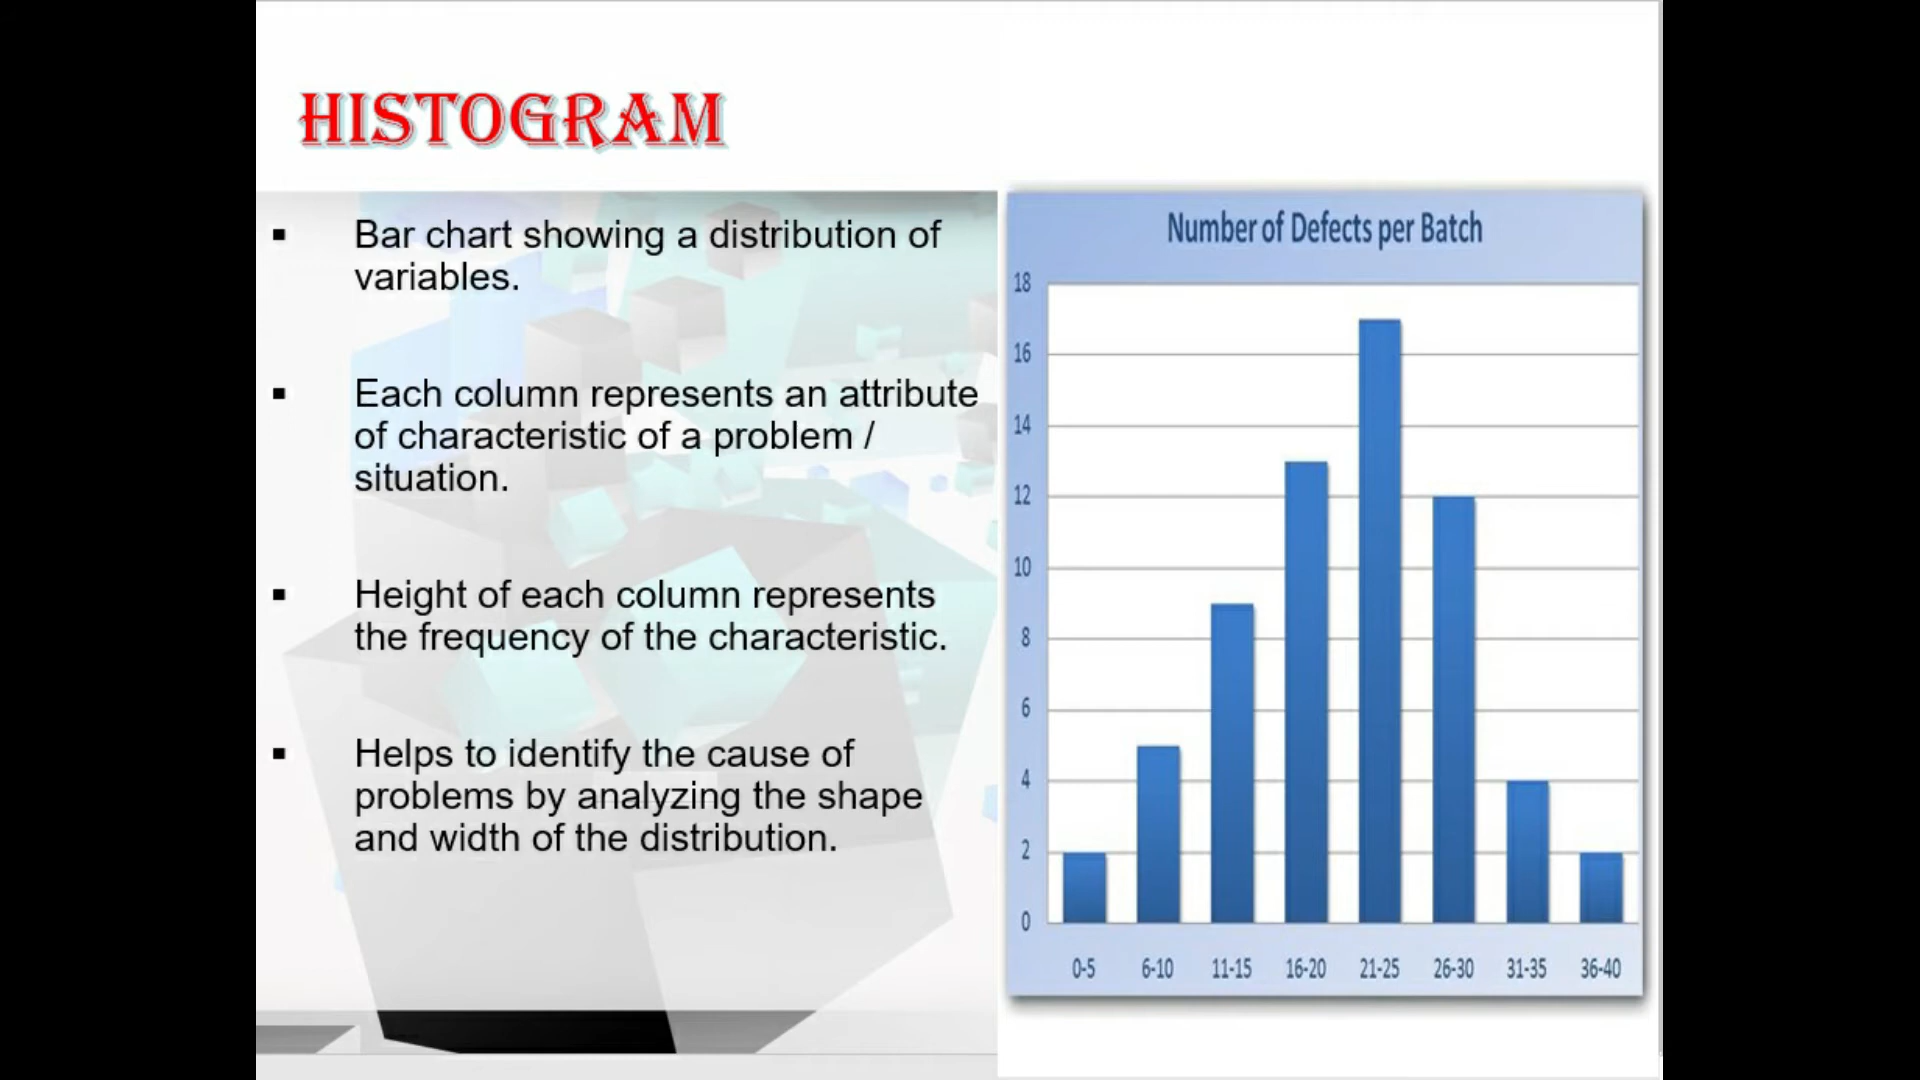 HISTOGRAM
▪ Bar chart showing a distribution of
variables.
▪ Each column represents an attribute
of characteristic of a problem /
situation.
▪ Height of each column represents
the frequency of the characteristic.
▪ Helps to identify the cause of
problems by analyzing the shape
and width of the distribution.
Number of Defects per Batch
18
16
14
12
10
8
6
4
2
0
0-5 6-10 11-15 16-20 21-25 26-30 31-35 36-40